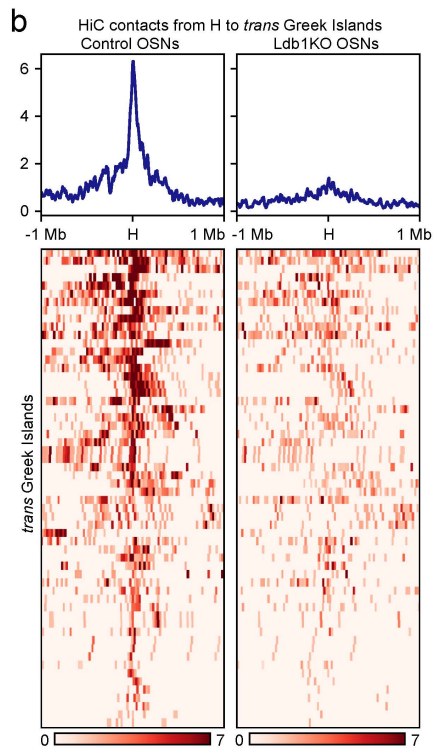 b
HiC contacts from H to trans Greek Islands
Control OSNs
Ldb1KO OSNs
6
4
2
0
-1 Mb H 1 Mb
-1 Mb H 1 Mb
trans Greek Islands
0 7
0 7